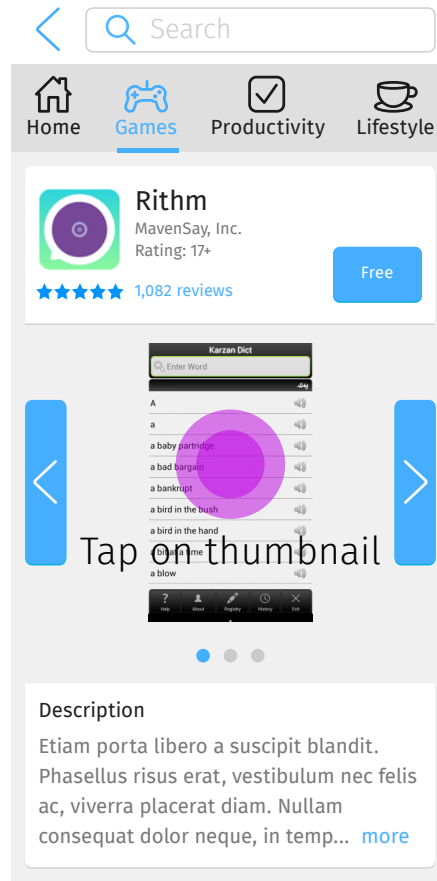 Search
Home Games Productivity Lifestyle
Rithm
MavenSay, Inc.
Rating: 17+
1,082 reviews
Free
Karzan Dict
Enter Word
A
a
a baby partridge
a bad bargain
a bankrupt
a bird in the bush
a bird in the hand
a bit at a time
a blow
Tap on thumbnail
? Help About Registry History Exit
Description
Etiam porta libero a suscipit blandit.
Phasellus risus erat, vestibulum nec felis
ac, viverra placerat diam. Nullam
consequat dolor neque, in temp... more